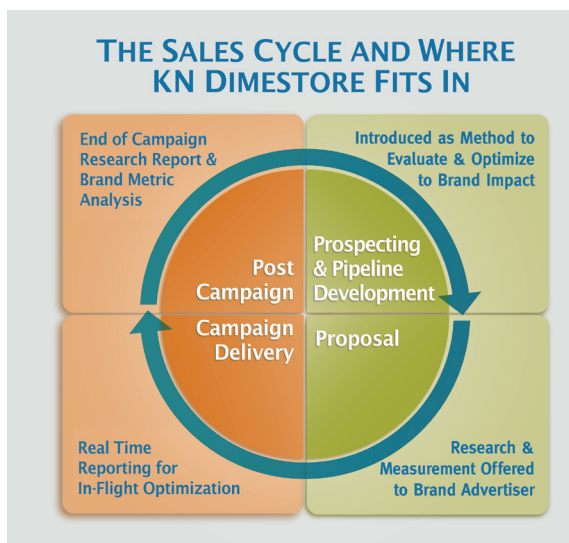 THE SALES CYCLE AND WHERE
KN DIMESTORE FITS IN
End of Campaign
Research Report &
Brand Metric
Analysis
Introduced as Method to
Evaluate & Optimize
to Brand Impact
Post
Campaign
Prospecting
& Pipeline
Development
Campaign
Delivery
Proposal
Real Time
Reporting for
In-Flight Optimization
Research &
Measurement Offered
to Brand Advertiser